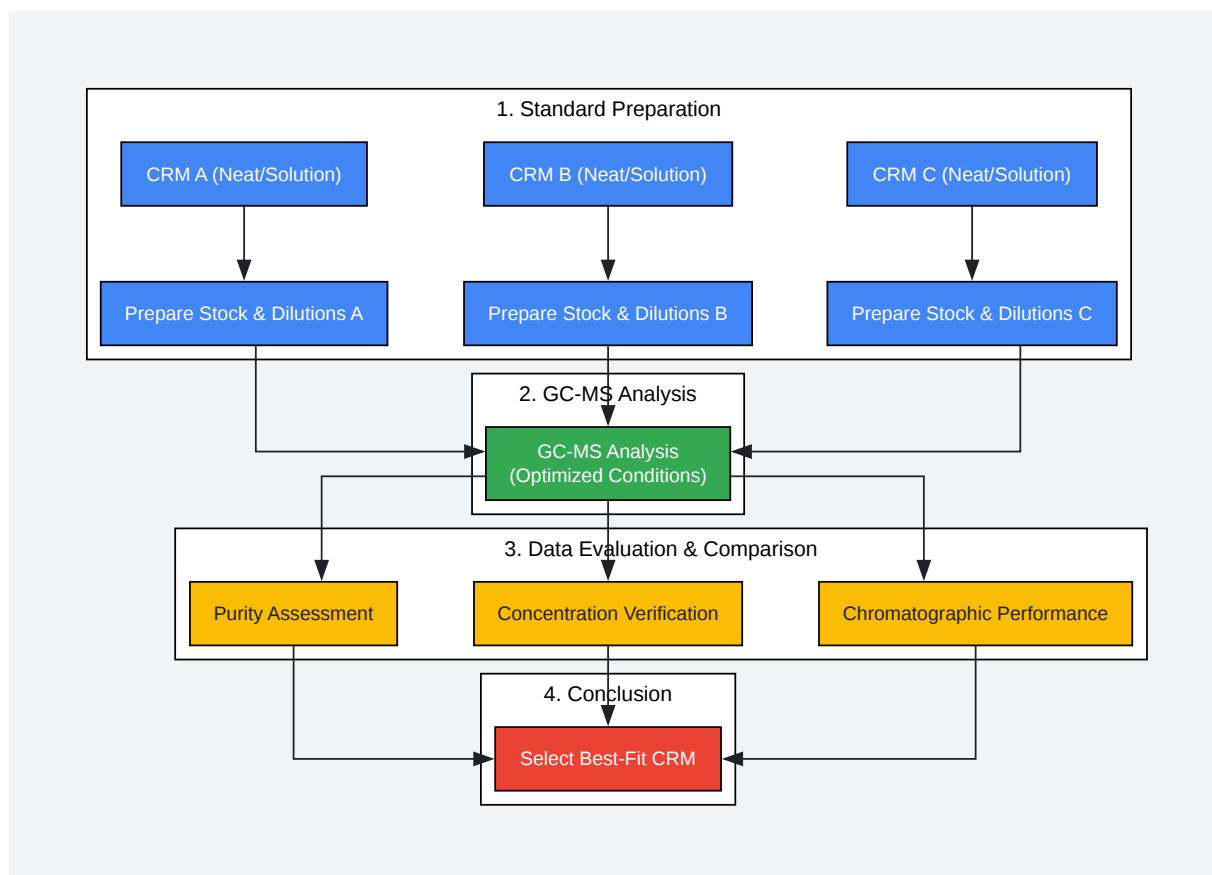 1. Standard Preparation
CRM A (Neat/Solution)
CRM B (Neat/Solution)
CRM C (Neat/Solution)
Prepare Stock & Dilutions A
Prepare Stock & Dilutions B
Prepare Stock & Dilutions C
2. GC-MS Analysis
GC-MS Analysis
(Optimized Conditions)
3. Data Evaluation & Comparison
Purity Assessment
Concentration Verification
Chromatographic Performance
4. Conclusion
Select Best-Fit CRM